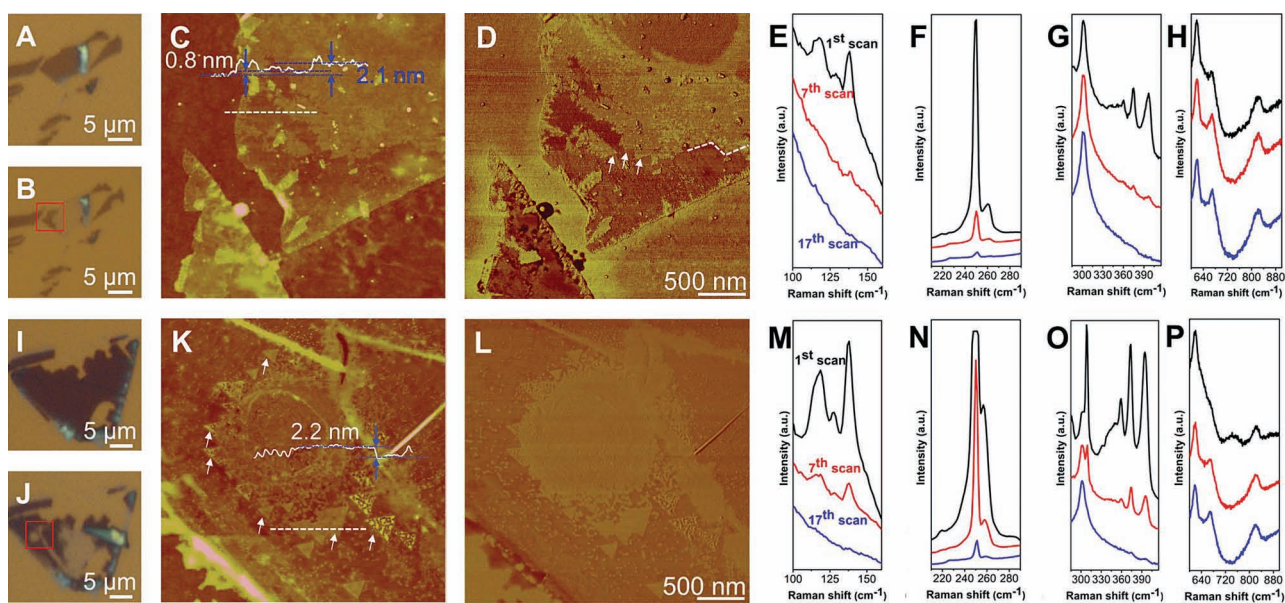 A
5 µm
B
5 µm
C
0.8 nm
2.1 nm
D
500 nm
E
1st scan
7th scan
17th scan
Intensity (a.u.)
100 120 140 160
Raman shift (cm-1)
F
Intensity (a.u.)
220 240 260 280
Raman shift (cm-1)
G
Intensity (a.u.)
300 330 360 390
Raman shift (cm-1)
H
Intensity (a.u.)
640 720 800 880
Raman shift (cm-1)
I
5 µm
J
5 µm
K
2.2 nm
L
500 nm
M
1st scan
7th scan
17th scan
Intensity (a.u.)
100 120 140 160
Raman shift (cm-1)
N
Intensity (a.u.)
220 240 260 280
Raman shift (cm-1)
O
Intensity (a.u.)
300 330 360 390
Raman shift (cm-1)
P
Intensity (a.u.)
640 720 800 880
Raman shift (cm-1)